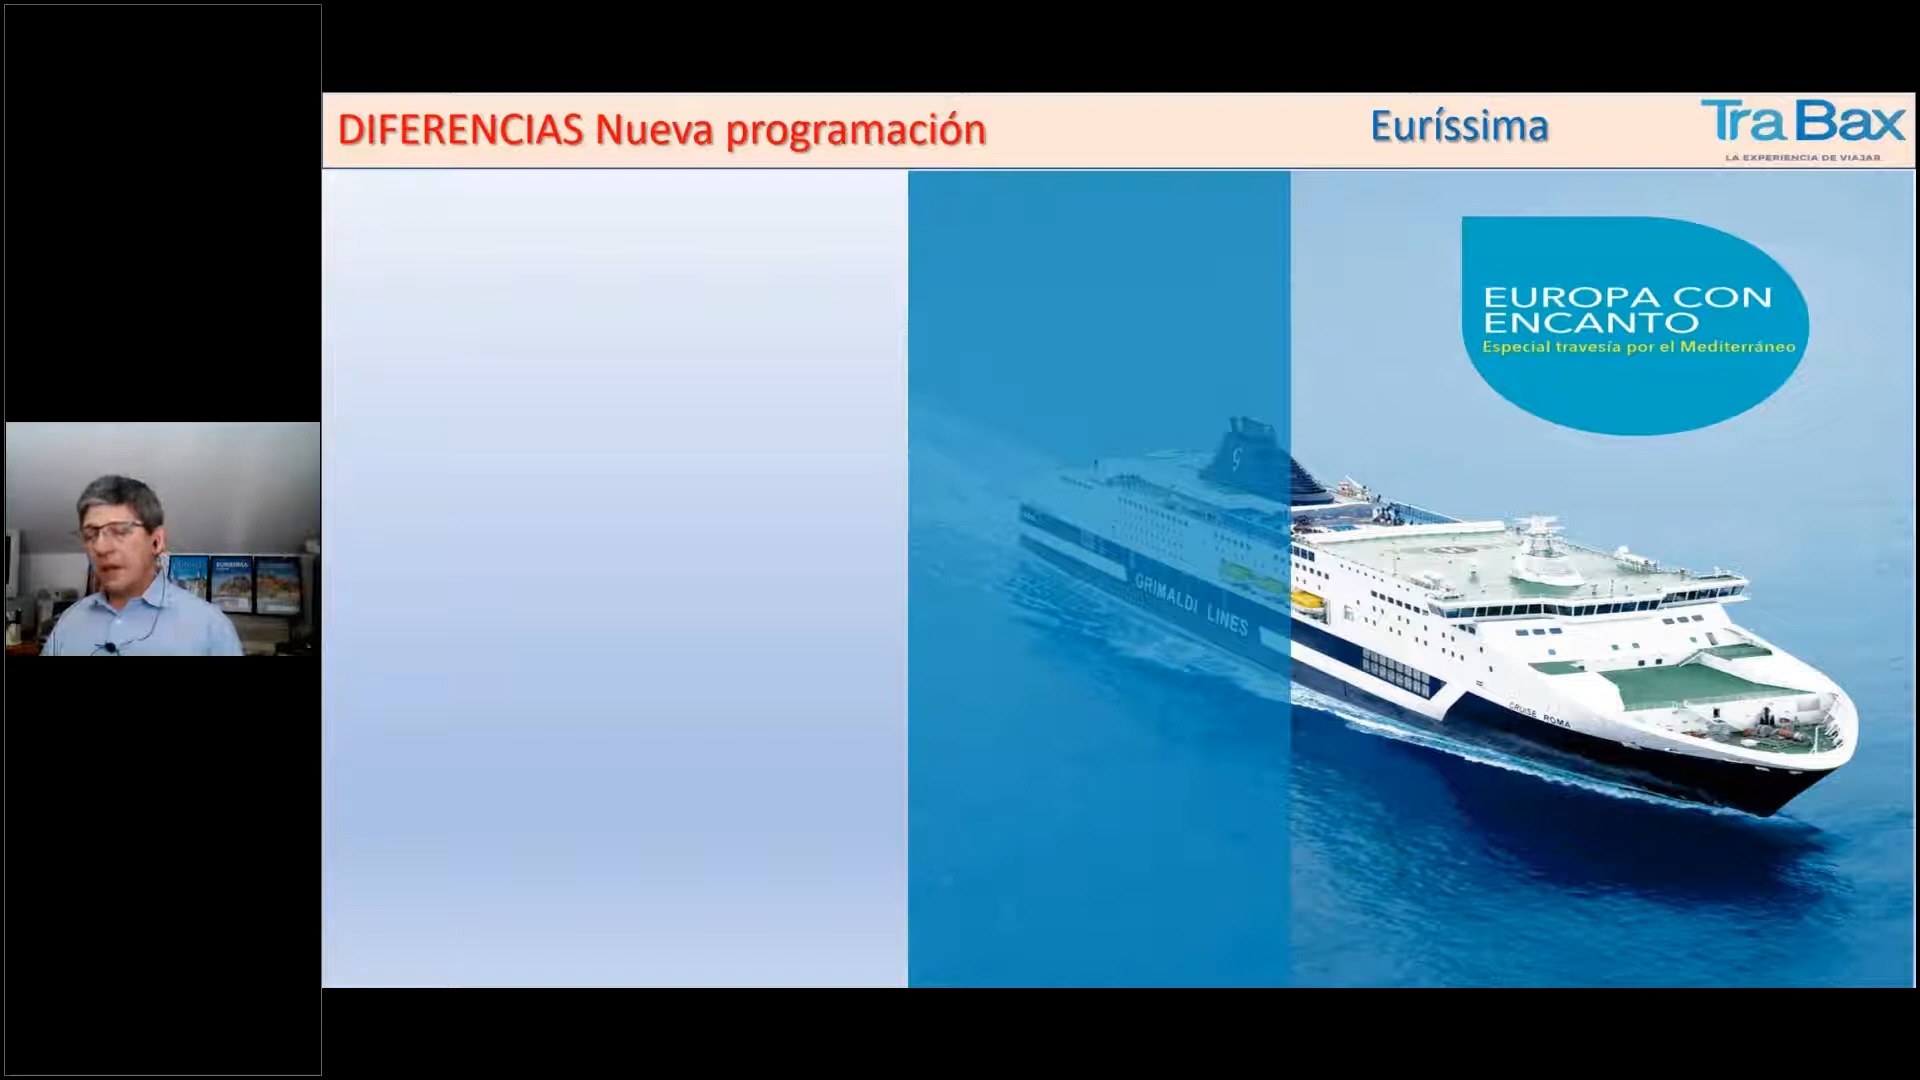 DIFERENCIAS Nueva programación
Euríssima
TraBax
LA EXPERIENCIA DE VIAJAR
EUROPA CON
ENCANTO
Especial travesía por el Mediterráneo
GRIMALDI LINES
CRUISE ROMA